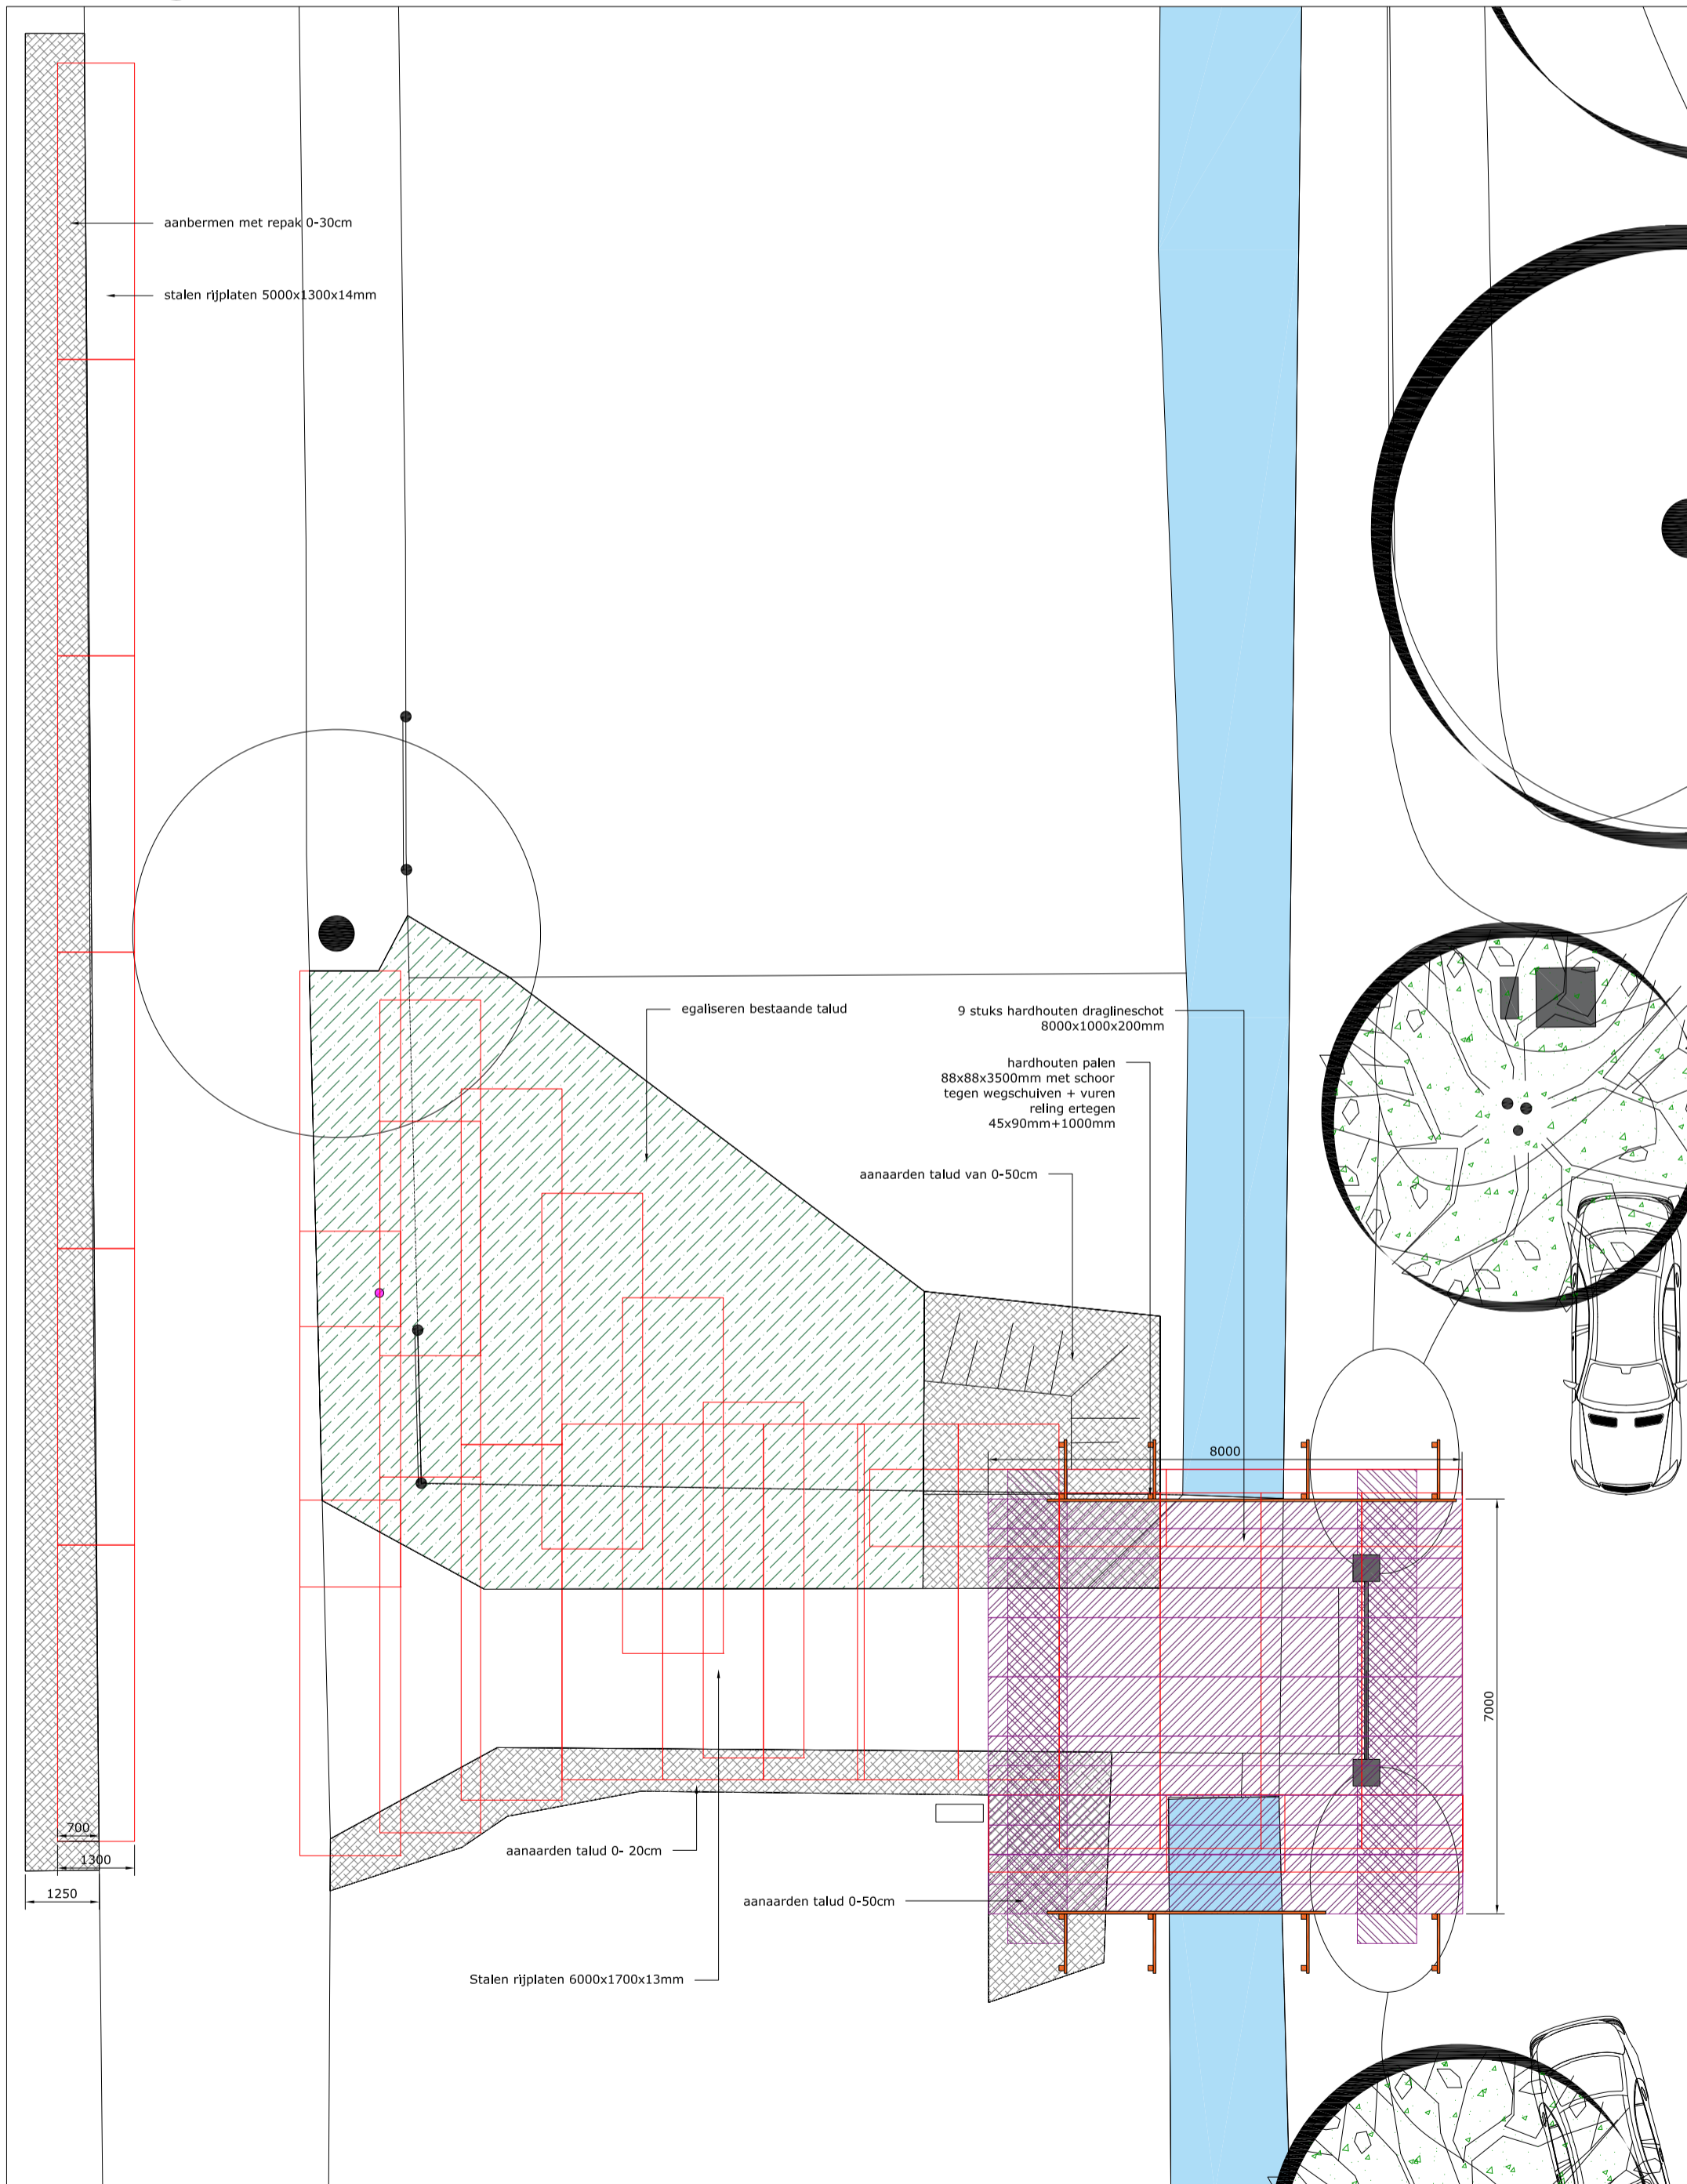 aanbermen met repak 0-30cm
stalen rijplaten 5000x1300x14mm
egaliseren bestaande talud
9 stuks hardhouten draglineschot
8000x1000x200mm
hardhouten palen
88x88x3500mm met schoor
tegen wegschuiven + vuren
reling ertegen
45x90mm+1000mm
aanaarden talud van 0-50cm
8000
7000
700
1300
1250
aanaarden talud 0- 20cm
aanaarden talud 0-50cm
Stalen rijplaten 6000x1700x13mm